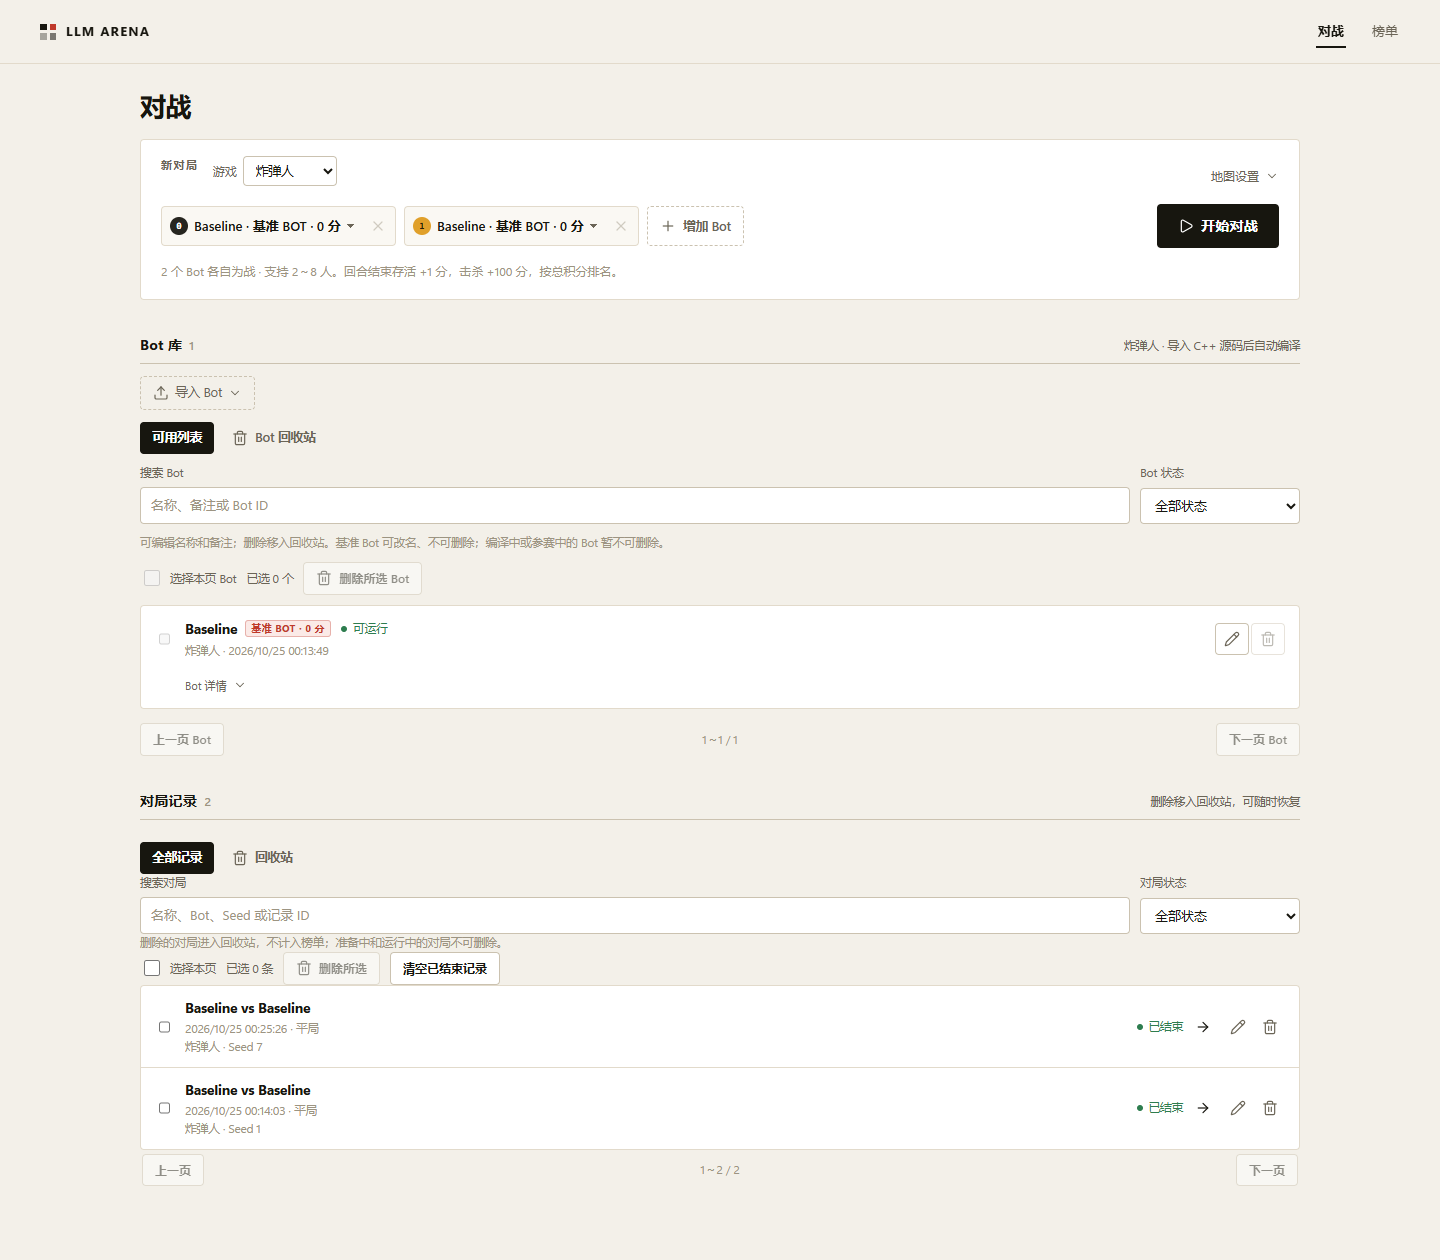 LLM ARENA
对战 榜单
对战
新对局 游戏 炸弹人 地图设置
0 Baseline · 基准 BOT · 0 分 1 Baseline · 基准 BOT · 0 分 增加 Bot 开始对战
2 个 Bot 各自为战 · 支持 2～8 人。回合结束存活 +1 分，击杀 +100 分，按总积分排名。
Bot 库 1 炸弹人 · 导入 C++ 源码后自动编译
导入 Bot
可用列表 Bot 回收站
搜索 Bot Bot 状态
名称、备注或 Bot ID 全部状态
可编辑名称和备注；删除移入回收站。基准 Bot 可改名、不可删除；编译中或参赛中的 Bot 暂不可删除。
选择本页 Bot 已选 0 个 删除所选 Bot
Baseline 基准 BOT · 0 分 可运行
炸弹人 · 2026/10/25 00:13:49
Bot 详情
上一页 Bot 1～1 / 1 下一页 Bot
对局记录 2 删除移入回收站，可随时恢复
全部记录 回收站
搜索对局 对局状态
名称、Bot、Seed 或记录 ID 全部状态
删除的对局进入回收站，不计入榜单；准备中和运行中的对局不可删除。
选择本页 已选 0 条 删除所选 清空已结束记录
Baseline vs Baseline
2026/10/25 00:25:26 · 平局 已结束
炸弹人 · Seed 7
Baseline vs Baseline
2026/10/25 00:14:03 · 平局 已结束
炸弹人 · Seed 1
上一页 1～2 / 2 下一页